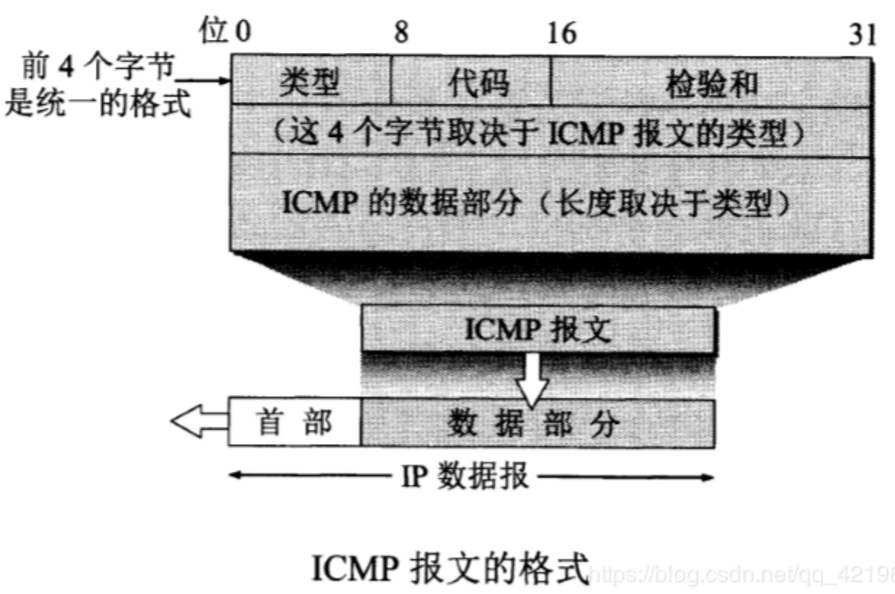 位 0 8 16 31
前 4 个字节
是统一的格式
类型 代码 检验和
（这 4 个字节取决于 ICMP 报文的类型）
ICMP 的数据部分（长度取决于类型）
ICMP 报文
首部 数据部分
IP 数据报
ICMP 报文的格式
https://blog.csdn.net/qq_42196